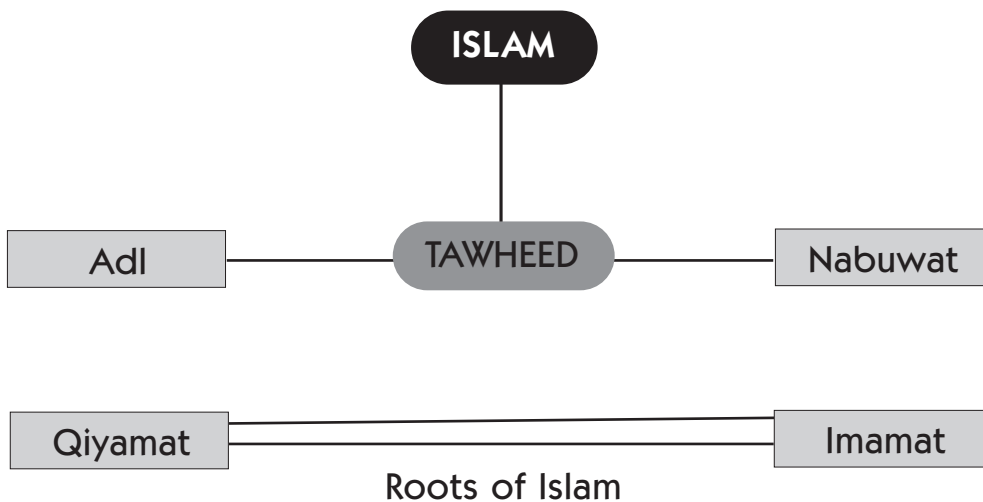 ISLAM
Adl
TAWHEED
Nabuwat
Qiyamat
Imamat
Roots of Islam